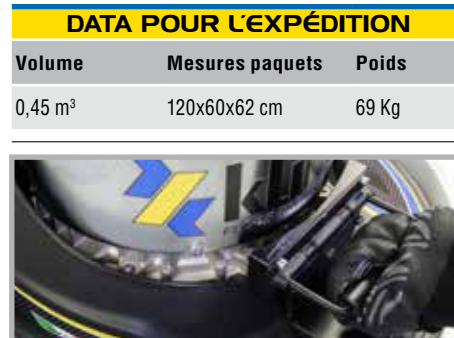 DATA POUR L'EXPÉDITION
Volume Mesures paquets Poids
0,45 m³ 120x60x62 cm 69 Kg